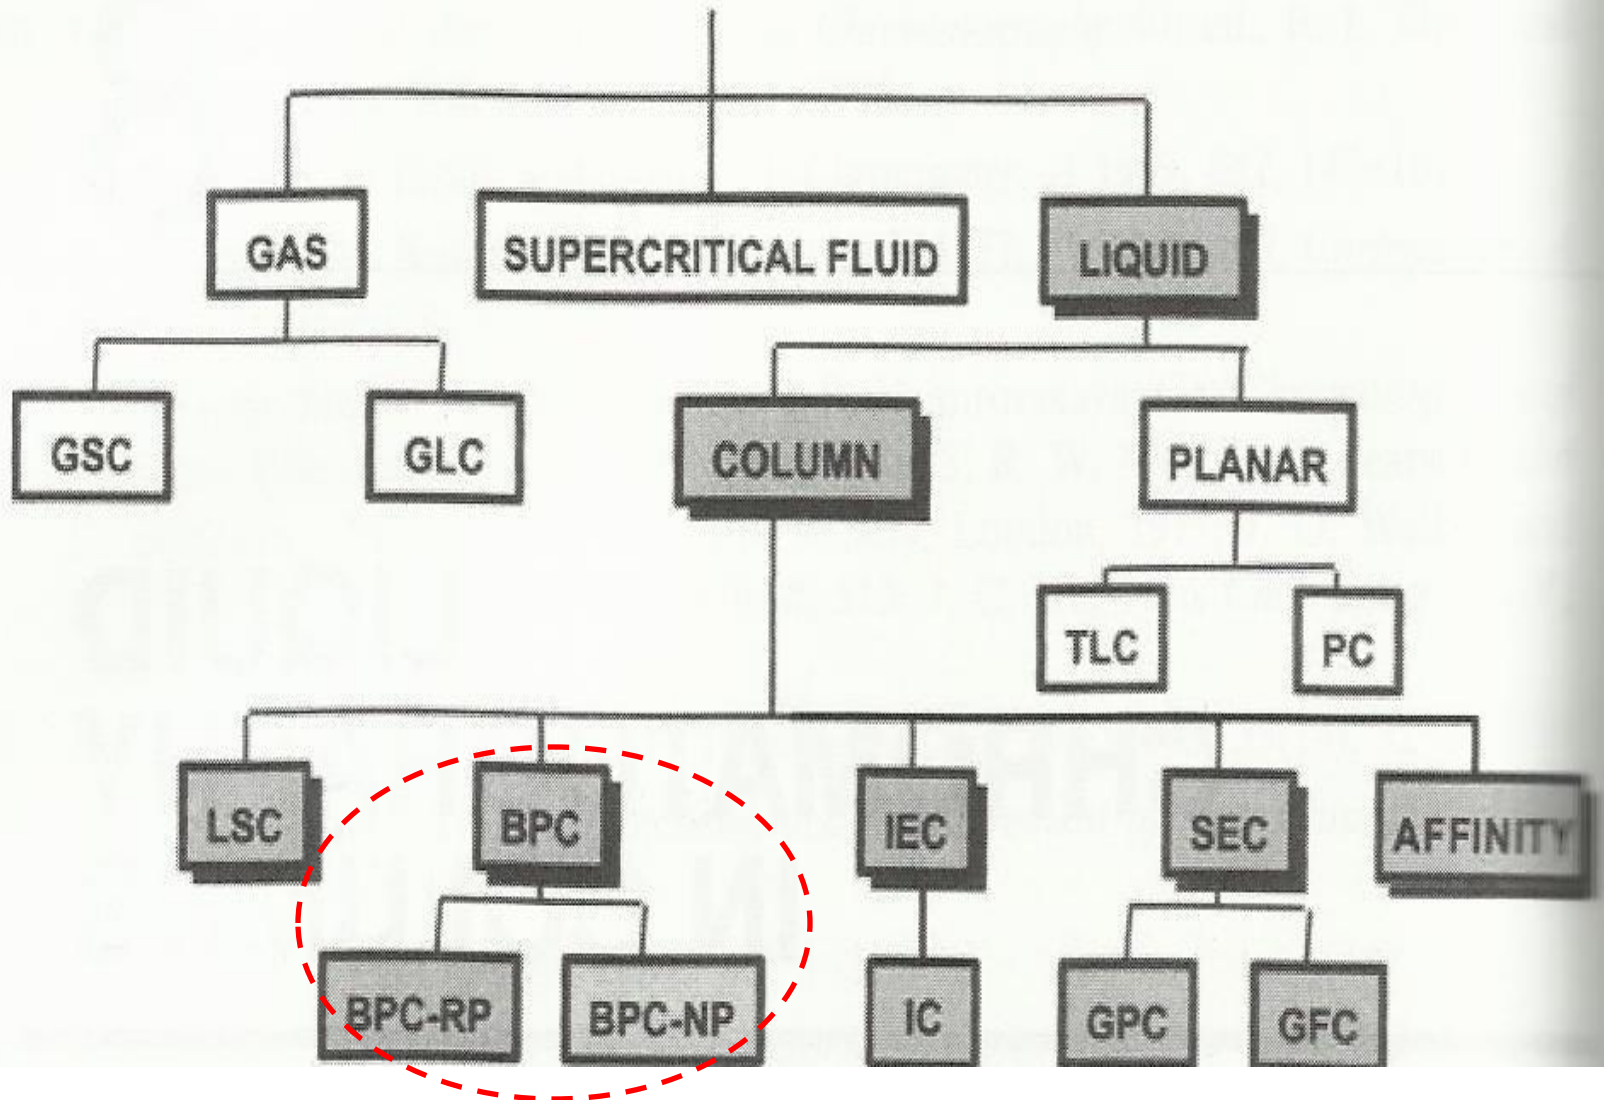 GAS
SUPERCRITICAL FLUID
LIQUID
GSC
GLC
COLUMN
PLANAR
TLC
PC
LSC
BPC
IEC
SEC
AFFINITY
BPC-RP
BPC-NP
IC
GPC
GFC